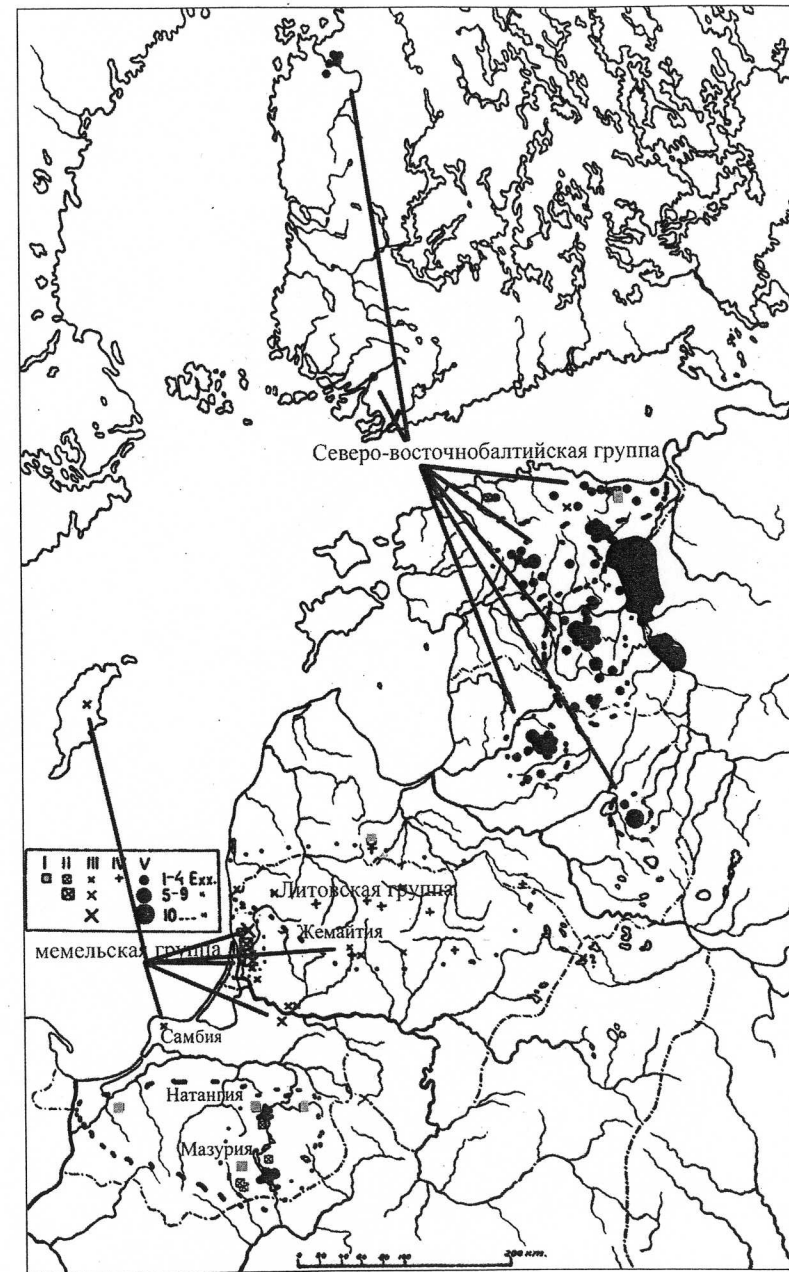 Северо-восточнобалтийская группа
I II III IV V
1-4 Exx.
5-9 "
10--- "
Литовская группа
Жемайтия
мемельская группа
Самбия
Натангия
Мазурия
200 km.